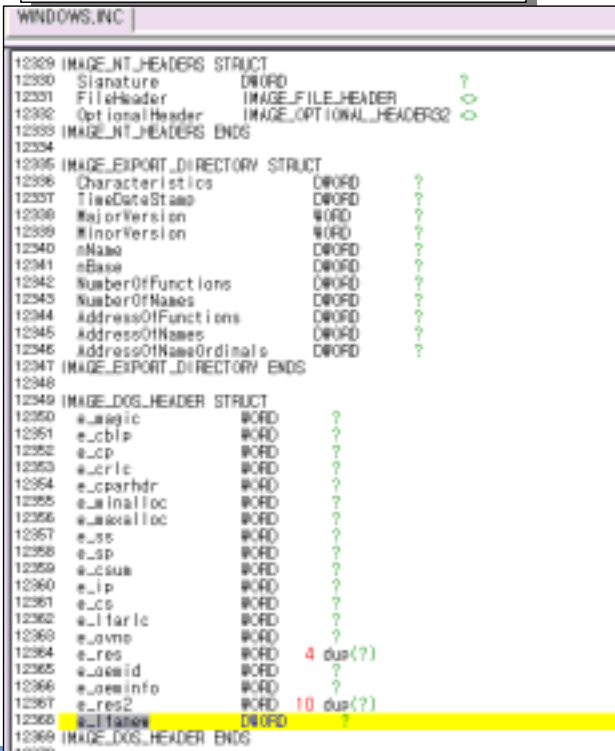 WINDOWS.INC
12329 IMAGE_NT_HEADERS STRUCT
12330 Signature DWORD ?
12331 FileHeader IMAGE_FILE_HEADER <>
12332 OptionalHeader IMAGE_OPTIONAL_HEADER32 <>
12333 IMAGE_NT_HEADERS ENDS
12334
12335 IMAGE_EXPORT_DIRECTORY STRUCT
12336 Characteristics DWORD ?
12337 TimeDateStamp DWORD ?
12338 MajorVersion WORD ?
12339 MinorVersion WORD ?
12340 nName DWORD ?
12341 nBase DWORD ?
12342 NumberOfFunctions DWORD ?
12343 NumberOfNames DWORD ?
12344 AddressOfFunctions DWORD ?
12345 AddressOfNames DWORD ?
12346 AddressOfNameOrdinals DWORD ?
12347 IMAGE_EXPORT_DIRECTORY ENDS
12348
12349 IMAGE_DOS_HEADER STRUCT
12350 e_magic WORD ?
12351 e_cblp WORD ?
12352 e_cp WORD ?
12353 e_crlc WORD ?
12354 e_cparhdr WORD ?
12355 e_minalloc WORD ?
12356 e_maxalloc WORD ?
12357 e_ss WORD ?
12358 e_sp WORD ?
12359 e_csum WORD ?
12360 e_ip WORD ?
12361 e_cs WORD ?
12362 e_lfarlc WORD ?
12363 e_ovno WORD ?
12364 e_res WORD 4 dup(?)
12365 e_oemid WORD ?
12366 e_oeminfo WORD ?
12367 e_res2 WORD 10 dup(?)
12368 e_lfanew DWORD ?
12369 IMAGE_DOS_HEADER ENDS